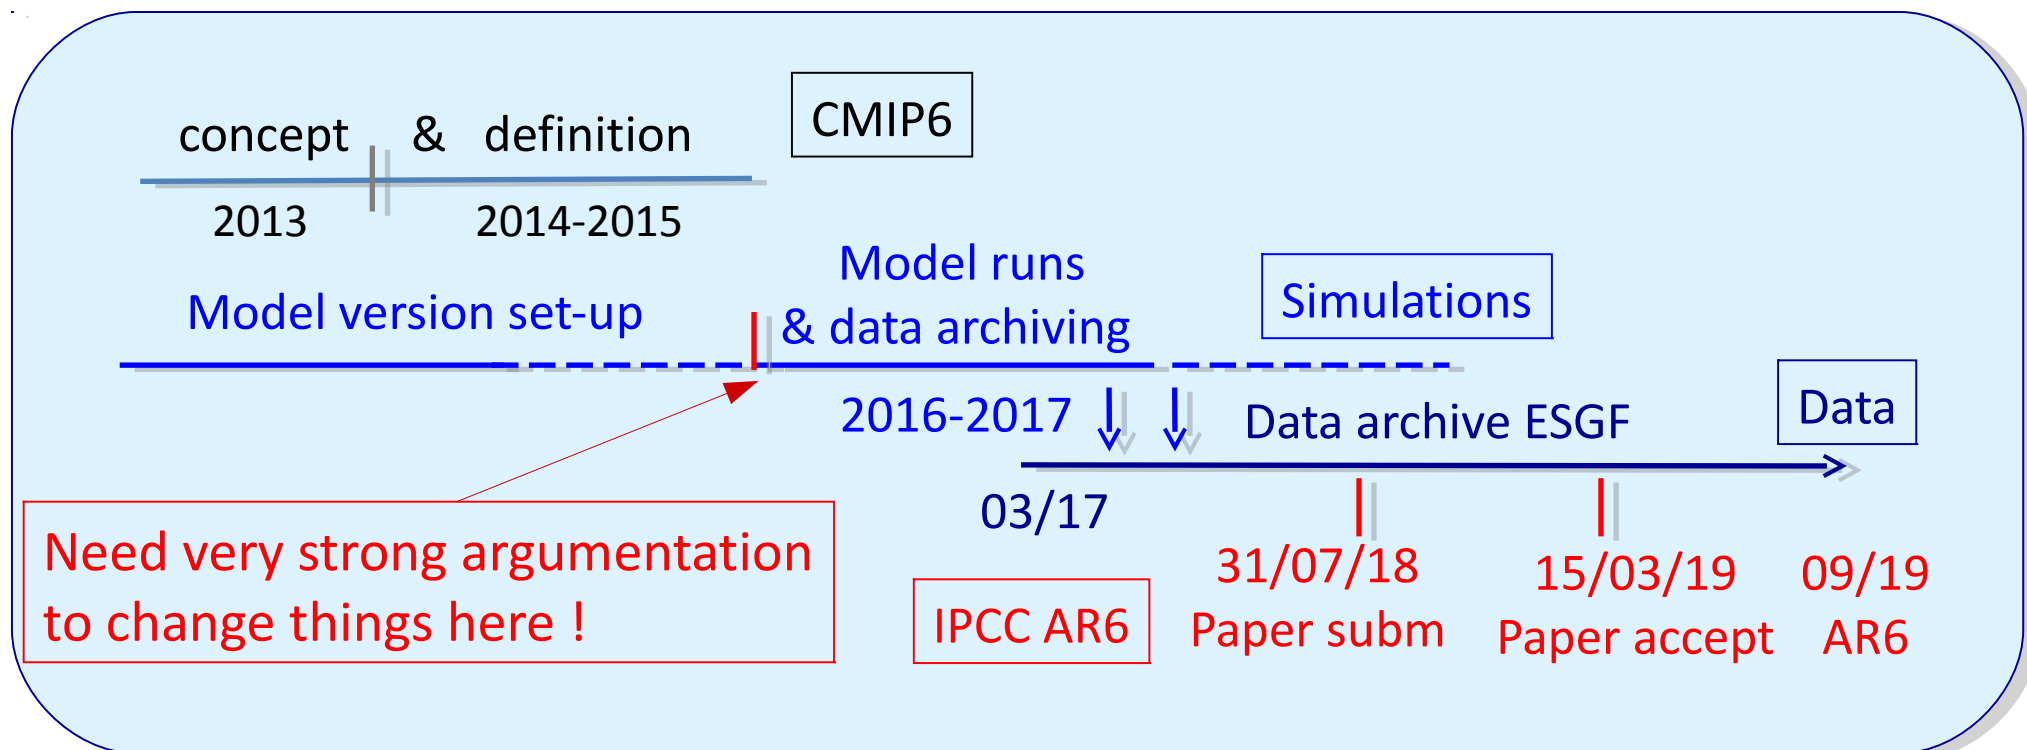 CMIP6
concept & definition
2013 2014-2015
Model runs
Model version set-up
& data archiving
Simulations
2016-2017
Data archive ESGF
Data
03/17
Need very strong argumentation
to change things here !
IPCC AR6
31/07/18
Paper subm
15/03/19
Paper accept
09/19
AR6